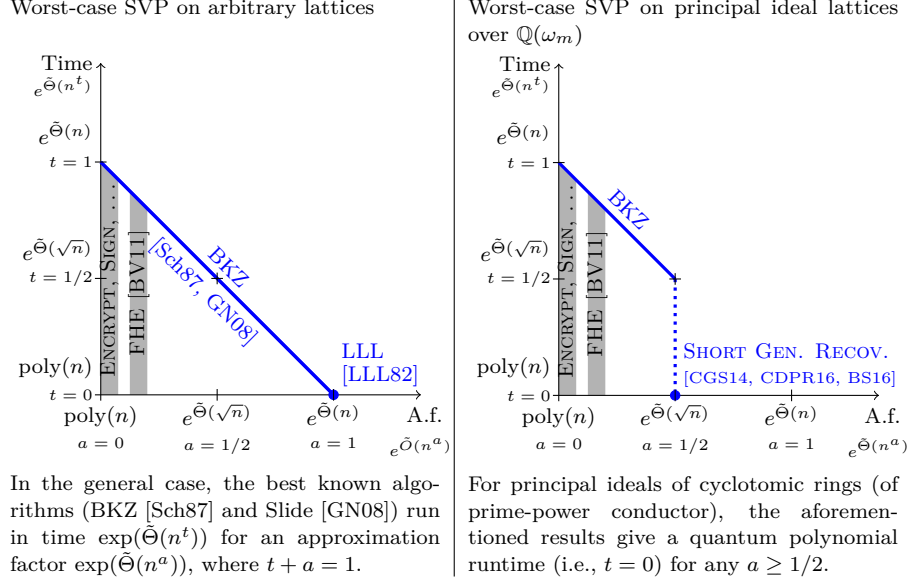 Worst-case SVP on arbitrary lattices
Time
e^{Θ̃(n^t)}
e^{Θ̃(n)}
t = 1
e^{Θ̃(√n)}
t = 1/2
poly(n)
t = 0
ENCRYPT, SIGN, ...
FHE [BV11]
BKZ
[Sch87, GN08]
LLL
[LLL82]
poly(n) e^{Θ̃(√n)} e^{Θ̃(n)} A.f.
a = 0 a = 1/2 a = 1 e^{Õ(n^a)}
In the general case, the best known algo-
rithms (BKZ [Sch87] and Slide [GN08]) run
in time exp(Θ̃(n^t)) for an approximation
factor exp(Θ̃(n^a)), where t + a = 1.
Worst-case SVP on principal ideal lattices
over ℚ(ω_m)
Time
e^{Θ̃(n^t)}
e^{Θ̃(n)}
t = 1
e^{Θ̃(√n)}
t = 1/2
poly(n)
t = 0
ENCRYPT, SIGN, ...
FHE [BV11]
BKZ
SHORT GEN. RECOV.
[CGS14, CDPR16, BS16]
poly(n) e^{Θ̃(√n)} e^{Θ̃(n)} A.f.
a = 0 a = 1/2 a = 1 e^{Θ̃(n^a)}
For principal ideals of cyclotomic rings (of
prime-power conductor), the aforemen-
tioned results give a quantum polynomial
runtime (i.e., t = 0) for any a ≥ 1/2.